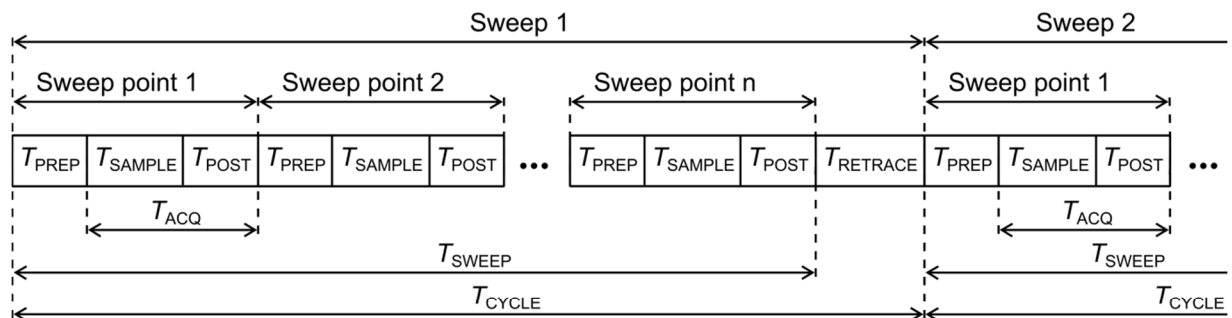 Sweep 1 Sweep 2
Sweep point 1 Sweep point 2 Sweep point n Sweep point 1
TPREP TSAMPLE TPOST TPREP TSAMPLE TPOST ••• TPREP TSAMPLE TPOST TRETRACE TPREP TSAMPLE TPOST •••
TACQ TACQ
TSWEEP TSWEEP
TCYCLE TCYCLE